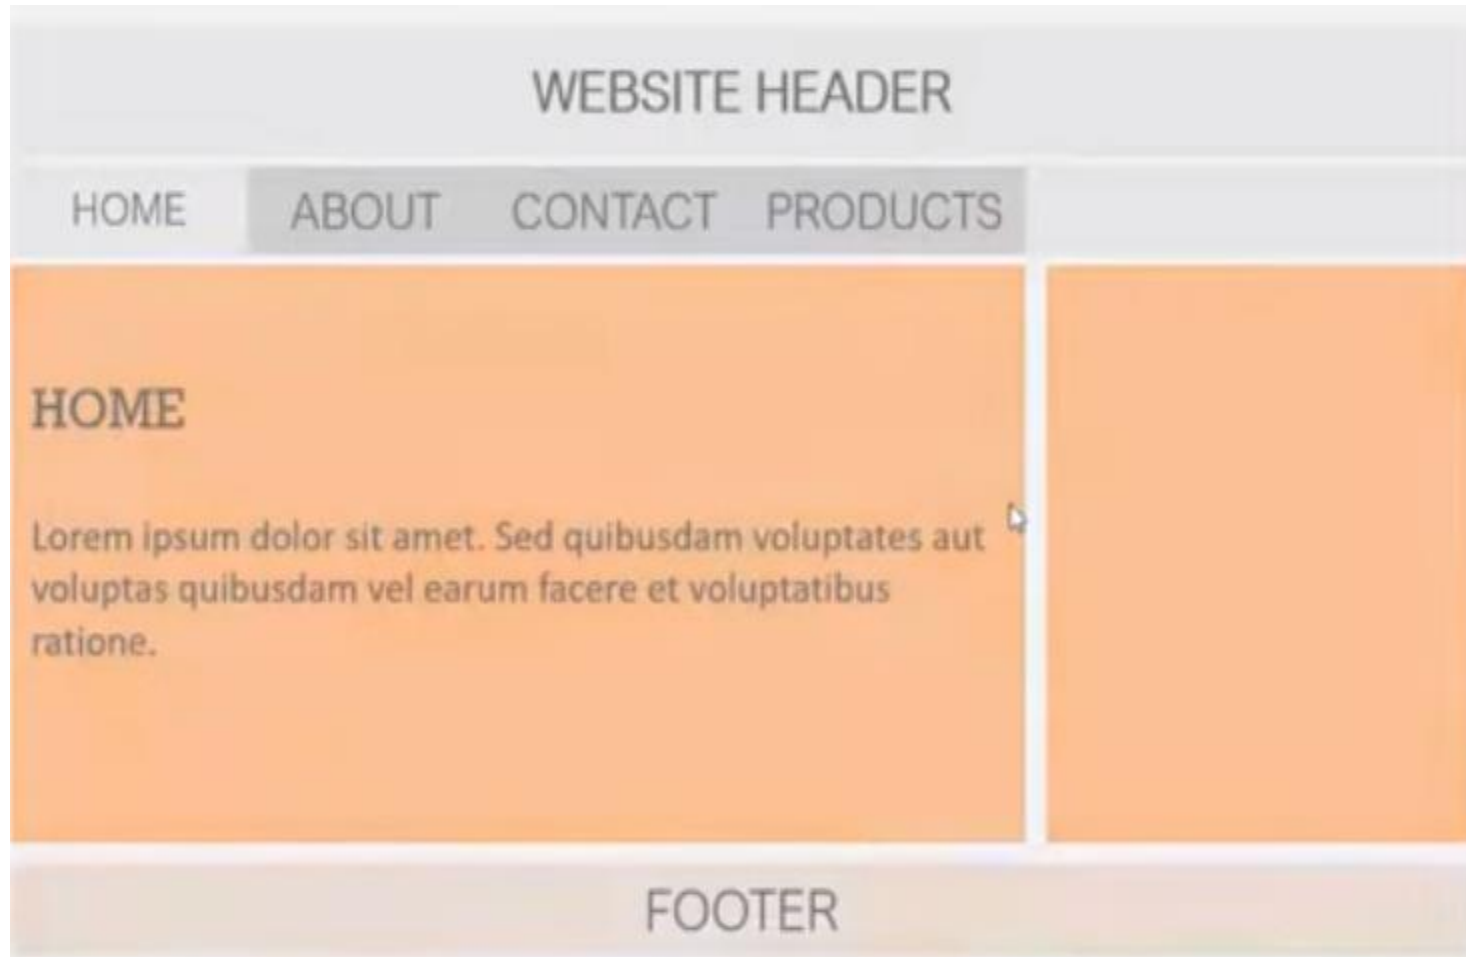 WEBSITE HEADER
HOME ABOUT CONTACT PRODUCTS
HOME
Lorem ipsum dolor sit amet. Sed quibusdam voluptates aut
voluptas quibusdam vel earum facere et voluptatibus
ratione.
FOOTER